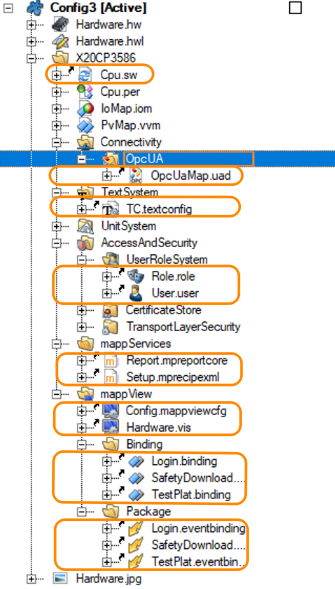 Config3 [Active]
Hardware.hw
Hardware.hwl
X20CP3586
Cpu.sw
Cpu.per
IoMap.iom
PvMap.vvm
Connectivity
OpcUA
OpcUaMap.uad
TextSystem
TC.textconfig
UnitSystem
AccessAndSecurity
UserRoleSystem
Role.role
User.user
CertificateStore
TransportLayerSecurity
mappServices
Report.mpreportcore
Setup.mprecipexml
mappView
Config.mappviewcfg
Hardware.vis
Binding
Login.binding
SafetyDownload....
TestPlat.binding
Package
Login.eventbinding
SafetyDownload....
TestPlat.eventbin...
Hardware.jpg